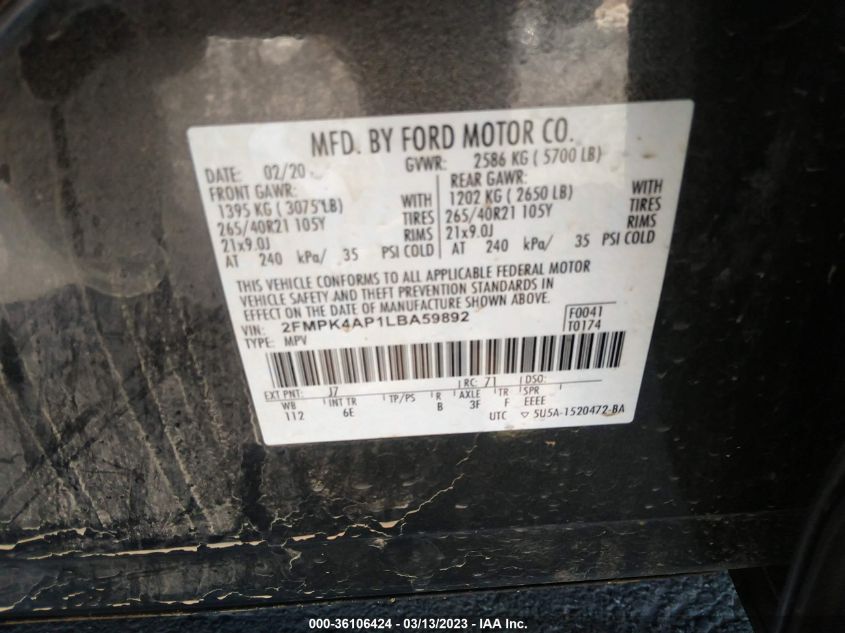 MFD. BY FORD MOTOR CO.
DATE: 02/20 GVWR: 2586 KG ( 5700 LB)
FRONT GAWR: REAR GAWR:
1395 KG ( 3075 LB) WITH 1202 KG ( 2650 LB) WITH
265/40R21 105Y TIRES 265/40R21 105Y TIRES
21x9.0J RIMS 21x9.0J RIMS
AT 240 kPa/ 35 PSI COLD AT 240 kPa/ 35 PSI COLD
THIS VEHICLE CONFORMS TO ALL APPLICABLE FEDERAL MOTOR
VEHICLE SAFETY AND THEFT PREVENTION STANDARDS IN
EFFECT ON THE DATE OF MANUFACTURE SHOWN ABOVE.
VIN: 2FMPK4AP1LBA59892 F0041
TYPE: MPV T0174
EXT PNT: J7 RC: 71 DSO:
WB INT TR TP/PS R AXLE TR SPR
112 6E B 3F F EEEE
UTC ▽ 5U5A-1520472-BA
000-36106424 / 03/13/2023 - IAA Inc.